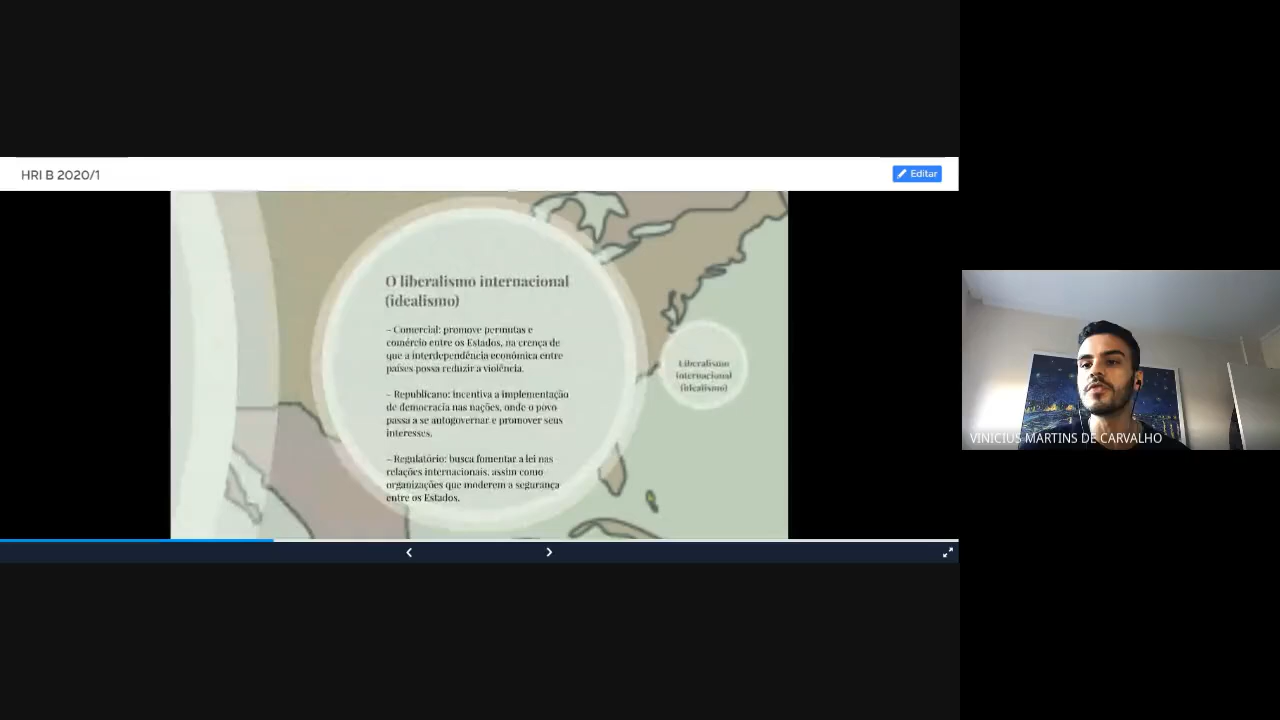 HRI B 2020/1
Editar
O liberalismo internacional
(idealismo)
– Comercial: promove permutas e
comércio entre os Estados, na crença de
que a interdependência econômica entre
países possa reduzir a violência.
– Republicano: incentiva a implementação
de democracia nas nações, onde o povo
passa a se autogovernar e promover seus
interesses.
– Regulatório: busca fomentar a lei nas
relações internacionais, assim como
organizações que moderem a segurança
entre os Estados.
Liberalismo
internacional
(idealismo)
VINICIUS MARTINS DE CARVALHO